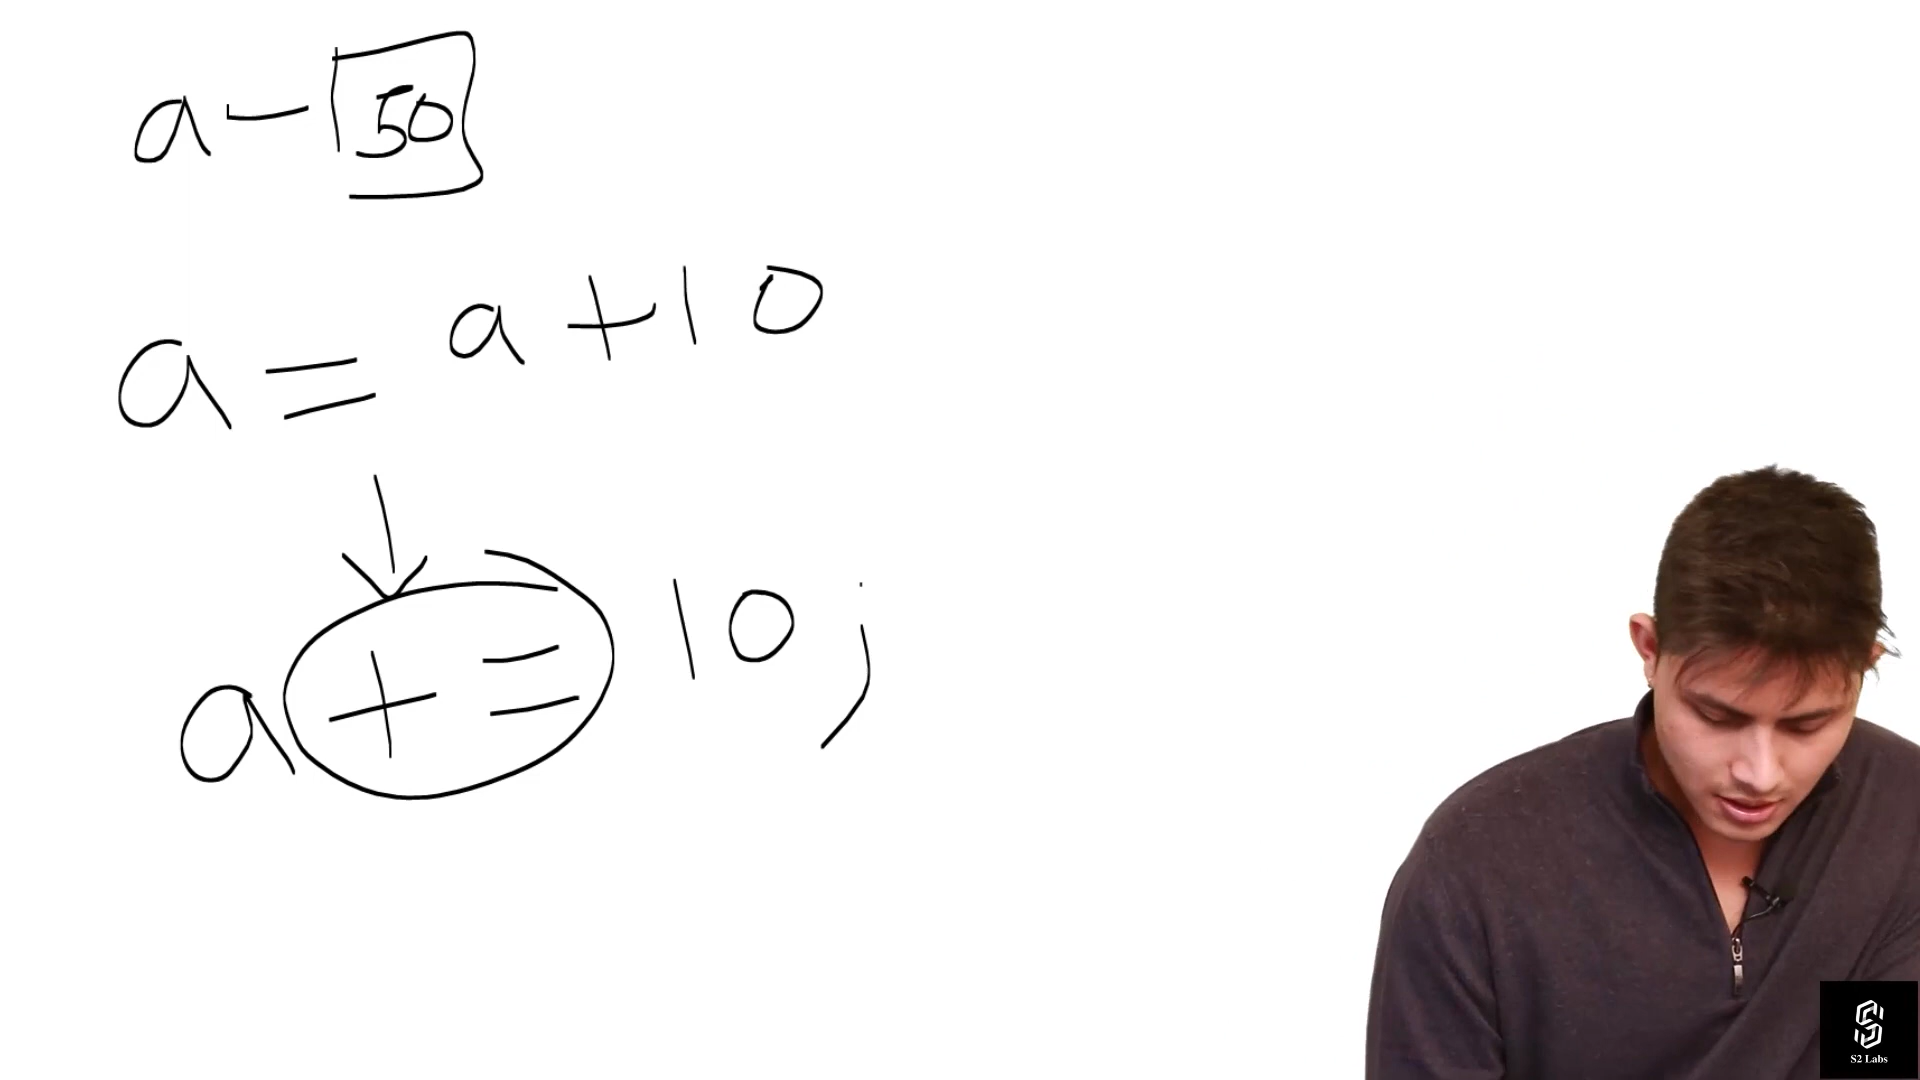 a - 50
a = a + 10
a += 10;
S2 Labs